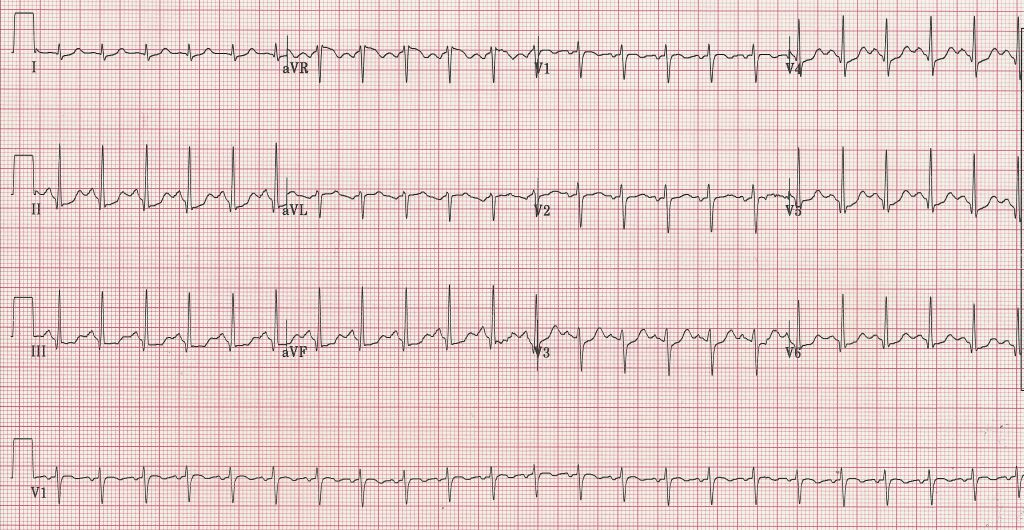 I aVR V1 V4
II aVL V2 V5
III aVF V3 V6
V1